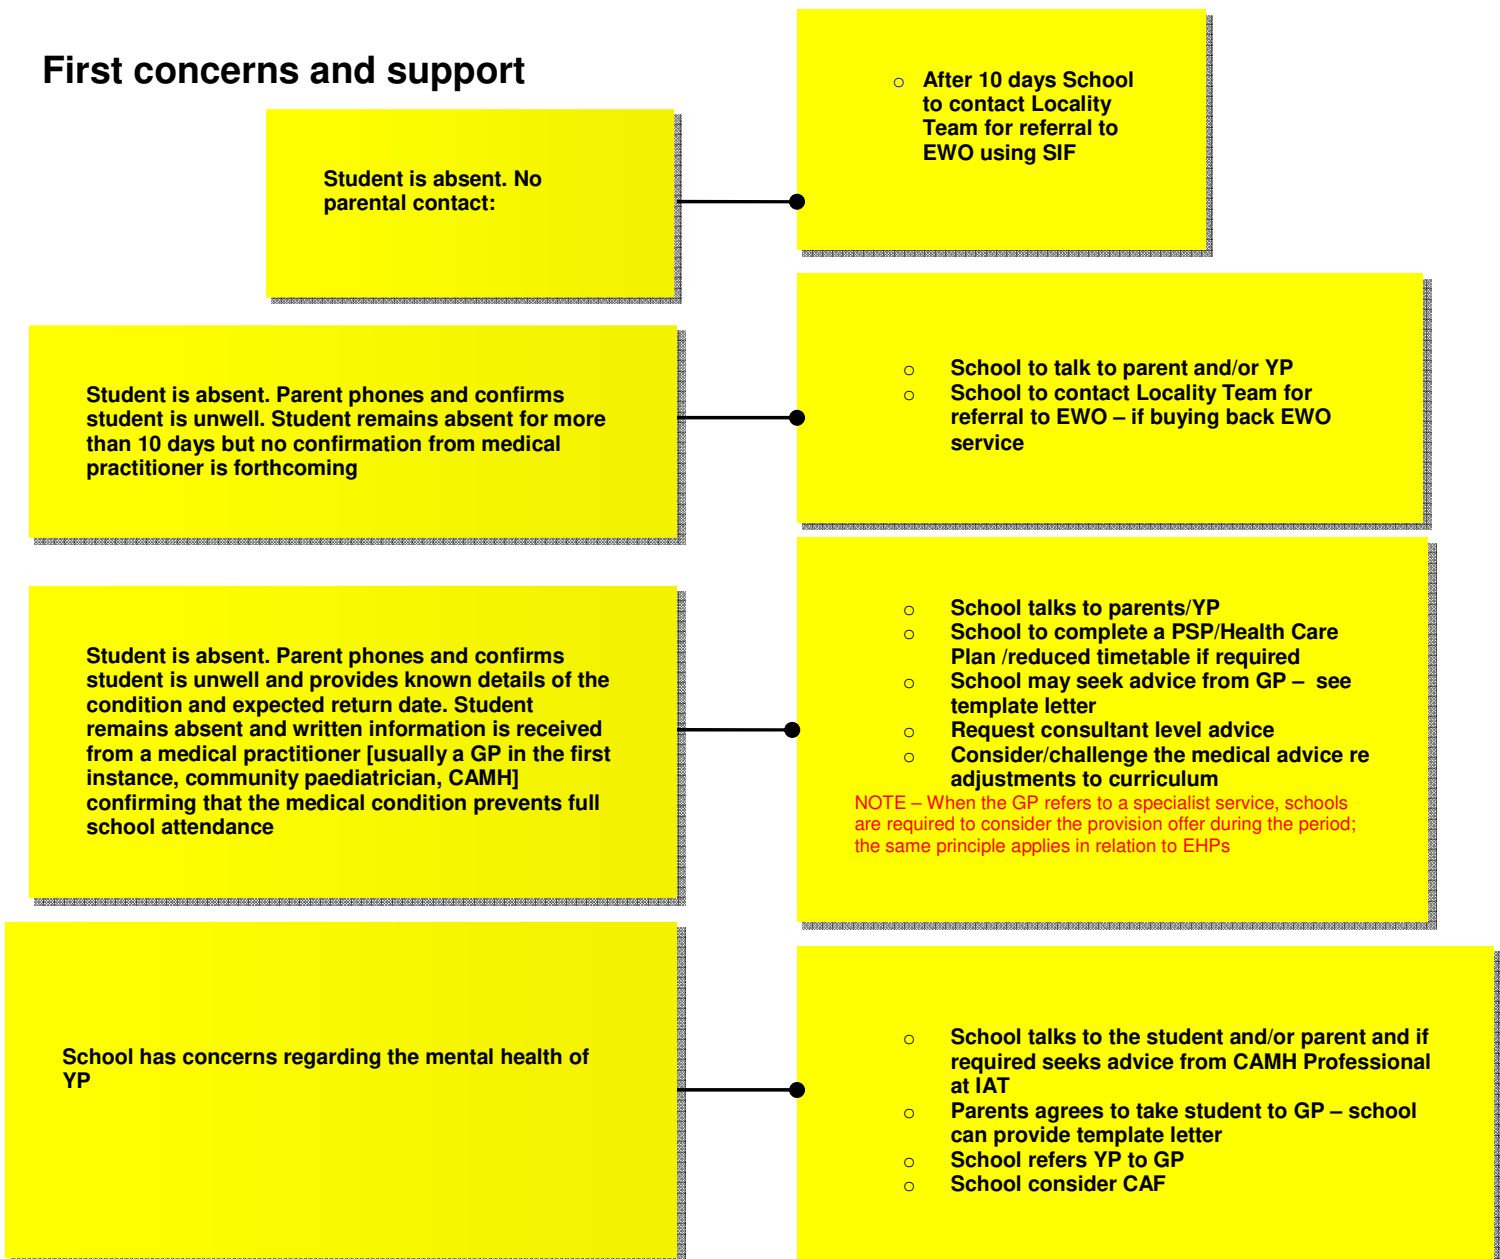 First concerns and support
Student is absent. No
parental contact:
○ After 10 days School
to contact Locality
Team for referral to
EWO using SIF
Student is absent. Parent phones and confirms
student is unwell. Student remains absent for more
than 10 days but no confirmation from medical
practitioner is forthcoming
○ School to talk to parent and/or YP
○ School to contact Locality Team for
referral to EWO – if buying back EWO
service
Student is absent. Parent phones and confirms
student is unwell and provides known details of the
condition and expected return date. Student
remains absent and written information is received
from a medical practitioner [usually a GP in the first
instance, community paediatrician, CAMH]
confirming that the medical condition prevents full
school attendance
○ School talks to parents/YP
○ School to complete a PSP/Health Care
Plan /reduced timetable if required
○ School may seek advice from GP – see
template letter
○ Request consultant level advice
○ Consider/challenge the medical advice re
adjustments to curriculum
NOTE – When the GP refers to a specialist service, schools
are required to consider the provision offer during the period;
the same principle applies in relation to EHPs
School has concerns regarding the mental health of
YP
○ School talks to the student and/or parent and if
required seeks advice from CAMH Professional
at IAT
○ Parents agrees to take student to GP – school
can provide template letter
○ School refers YP to GP
○ School consider CAF